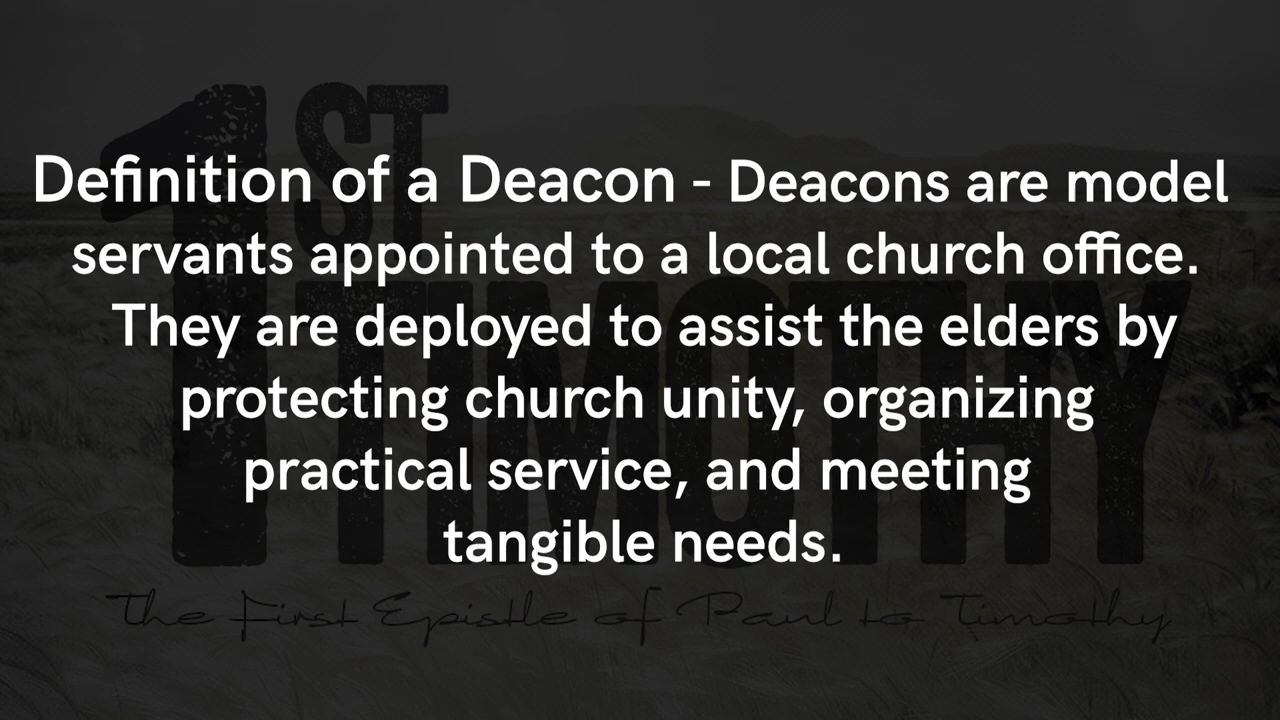 1ST
TIMOTHY
The First Epistle of Paul to Timothy
Definition of a Deacon - Deacons are model
servants appointed to a local church office.
They are deployed to assist the elders by
protecting church unity, organizing
practical service, and meeting
tangible needs.